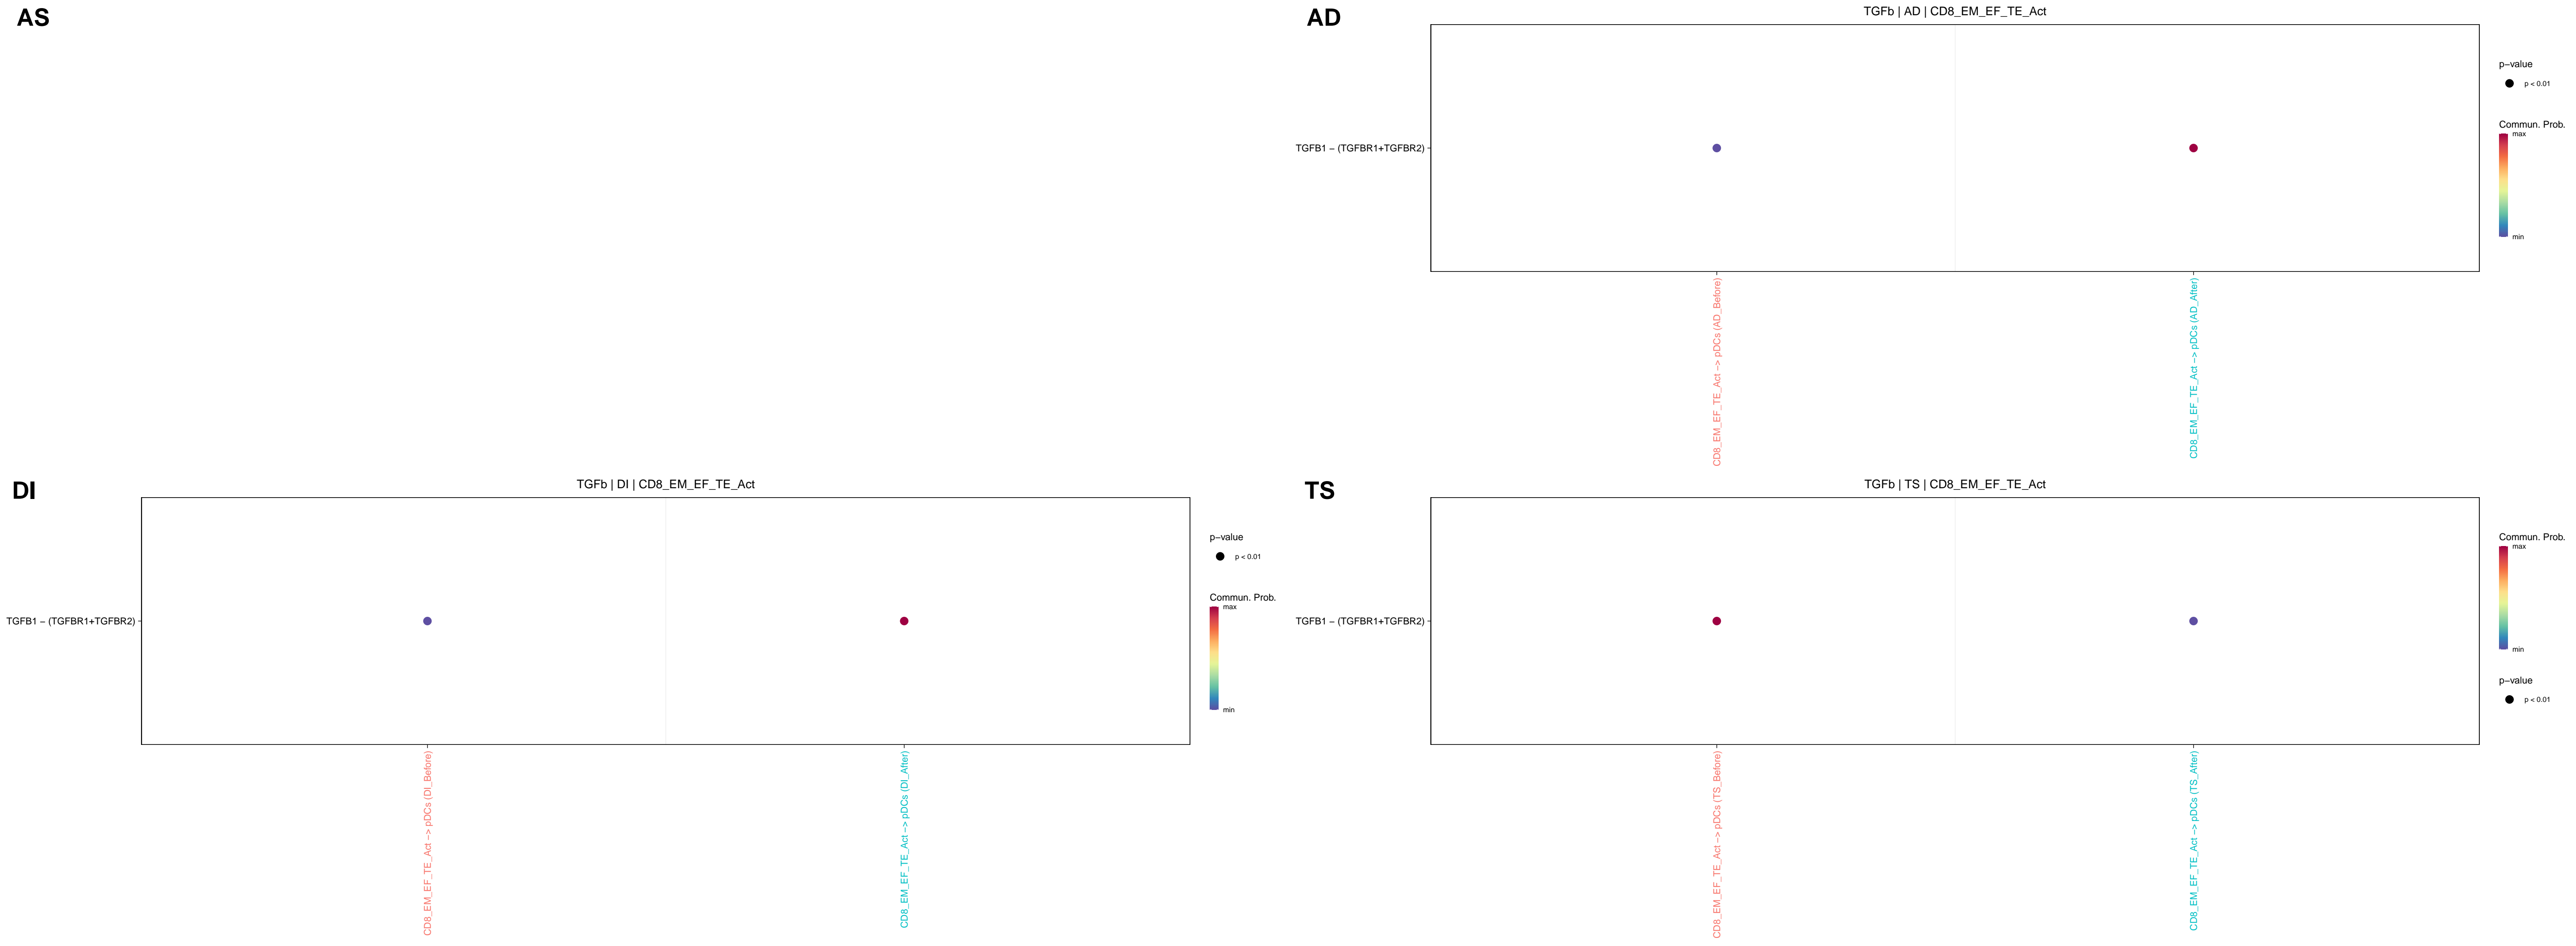 AS
AD
TGFb | AD | CD8_EM_EF_TE_Act
TGFB1 − (TGFBR1+TGFBR2)
CD8_EM_EF_TE_Act −> pDCs (AD_Before)
CD8_EM_EF_TE_Act −> pDCs (AD_After)
p−value
p < 0.01
Commun. Prob.
max
min
DI
TGFb | DI | CD8_EM_EF_TE_Act
TGFB1 − (TGFBR1+TGFBR2)
CD8_EM_EF_TE_Act −> pDCs (DI_Before)
CD8_EM_EF_TE_Act −> pDCs (DI_After)
p−value
p < 0.01
Commun. Prob.
max
min
TS
TGFb | TS | CD8_EM_EF_TE_Act
TGFB1 − (TGFBR1+TGFBR2)
CD8_EM_EF_TE_Act −> pDCs (TS_Before)
CD8_EM_EF_TE_Act −> pDCs (TS_After)
Commun. Prob.
max
min
p−value
p < 0.01